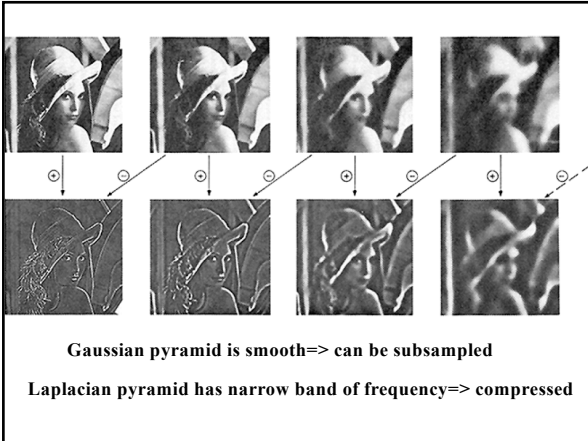 + - + - + - + -
Gaussian pyramid is smooth=> can be subsampled
Laplacian pyramid has narrow band of frequency=> compressed